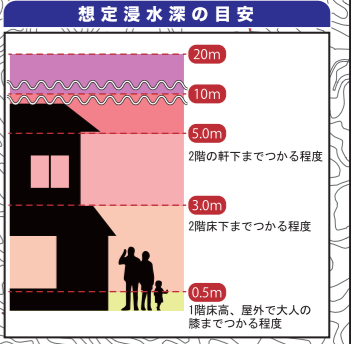 想定浸水深の目安
20m
10m
5.0m
2階の軒下までつかる程度
3.0m
2階床下までつかる程度
0.5m
1階床高、屋外で大人の
膝までつかる程度